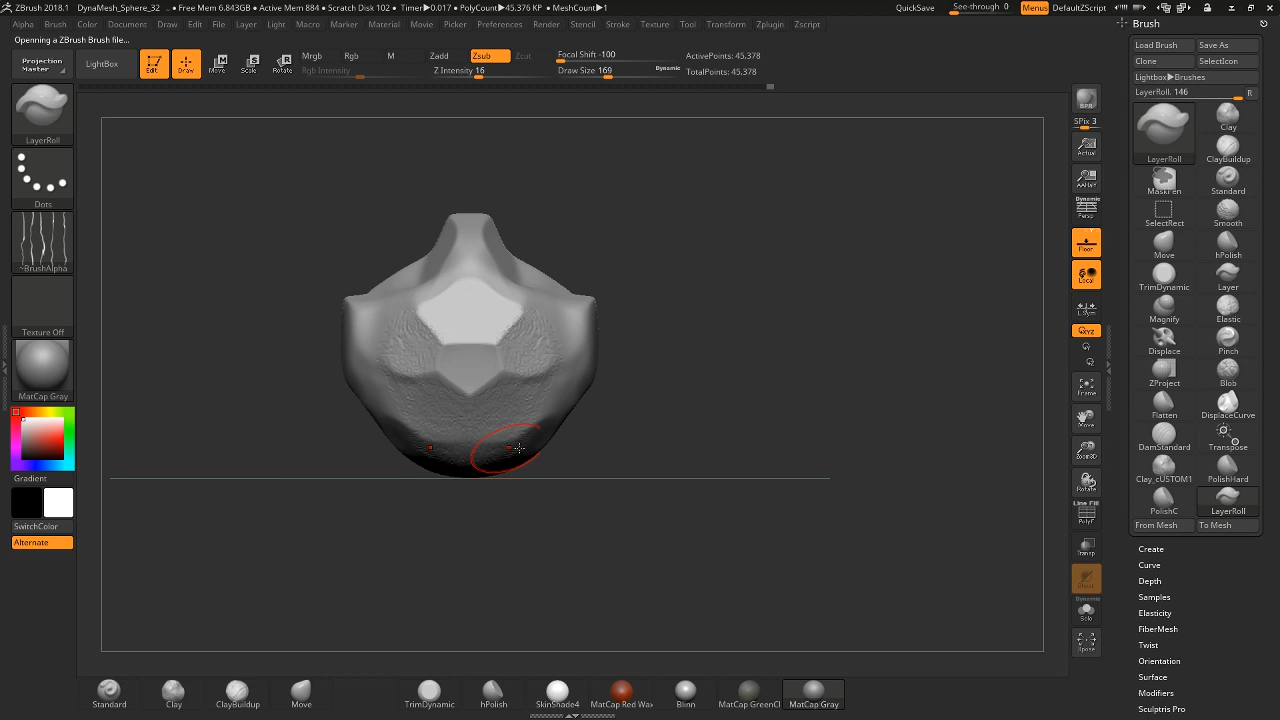 ZBrush 2018.1   DynaMesh_Sphere_32   • Free Mem 6.843GB • Active Mem 884 • Scratch Disk 102 • Timer▶0.017 • PolyCount▶45.376 KP • MeshCount▶1
QuickSave See-through 0 Menus DefaultZScript
Alpha Brush Color Document Draw Edit File Layer Light Macro Marker Material Movie Picker Preferences Render Stencil Stroke Texture Tool Transform Zplugin Zscript
Brush
Openning a ZBrush Brush file...
Load Brush Save As
Projection Master
LightBox
Edit Draw Move Scale Rotate
Mrgb Rgb M
Rgb Intensity
Zadd Zsub Zcut
Z Intensity 16
Focal Shift -100
Draw Size 169 Dynamic
ActivePoints: 45.378
TotalPoints: 45.378
Clone SelectIcon
Lightbox▶Brushes
LayerRoll. 146 R
LayerRoll
Dots
~BrushAlpha
Texture Off
MatCap Gray
Gradient
SwitchColor
Alternate
BPR
SPix 3
Actual
AAHalf
Dynamic
Persp
Floor
Local
L.Sym
XYZ
Frame
Move
Zoom3D
Rotate
Line Fill
PolyF
Transp
Dynamic
Solo
Xpose
LayerRoll Clay
ClayBuildup
MaskPen Standard
SelectRect Smooth
Move hPolish
TrimDynamic Layer
Magnify Elastic
Displace Pinch
ZProject Blob
Flatten DisplaceCurve
DamStandard Transpose
Clay_cUSTOM1 PolishHard
PolishC LayerRoll
From Mesh To Mesh
Create
Curve
Depth
Samples
Elasticity
FiberMesh
Twist
Orientation
Surface
Modifiers
Sculptris Pro
Standard Clay ClayBuildup Move TrimDynamic hPolish SkinShade4 MatCap Red Wax Blinn MatCap GreenCl MatCap Gray